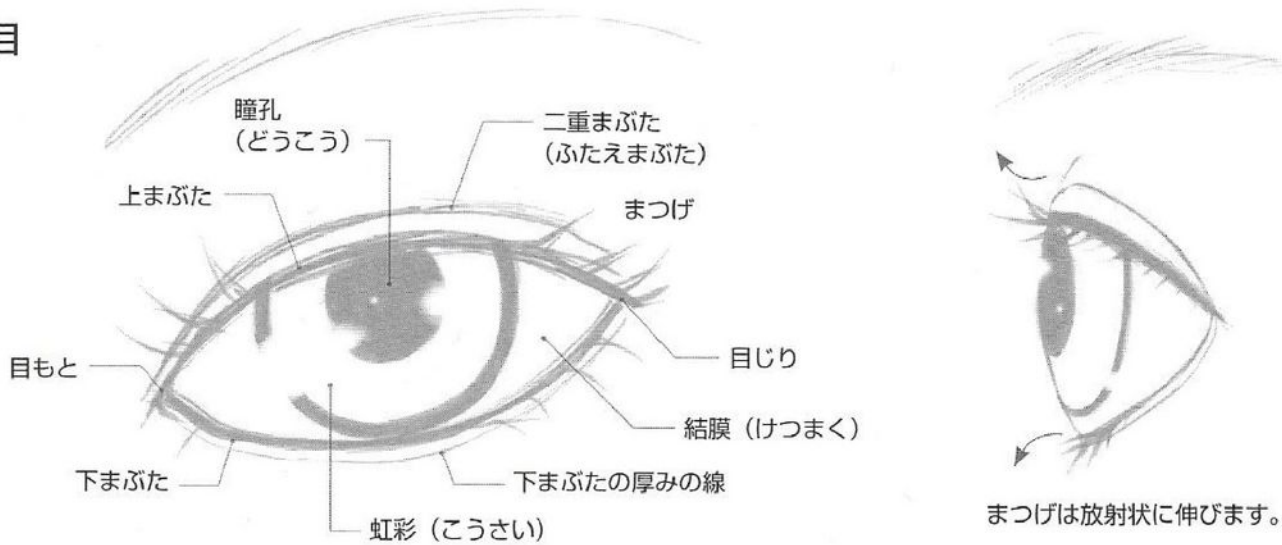 目
瞳孔
（どうこう）
二重まぶた
（ふたえまぶた）
上まぶた
まつげ
目もと
目じり
結膜（けつまく）
下まぶた
下まぶたの厚みの線
虹彩（こうさい）
まつげは放射状に伸びます。